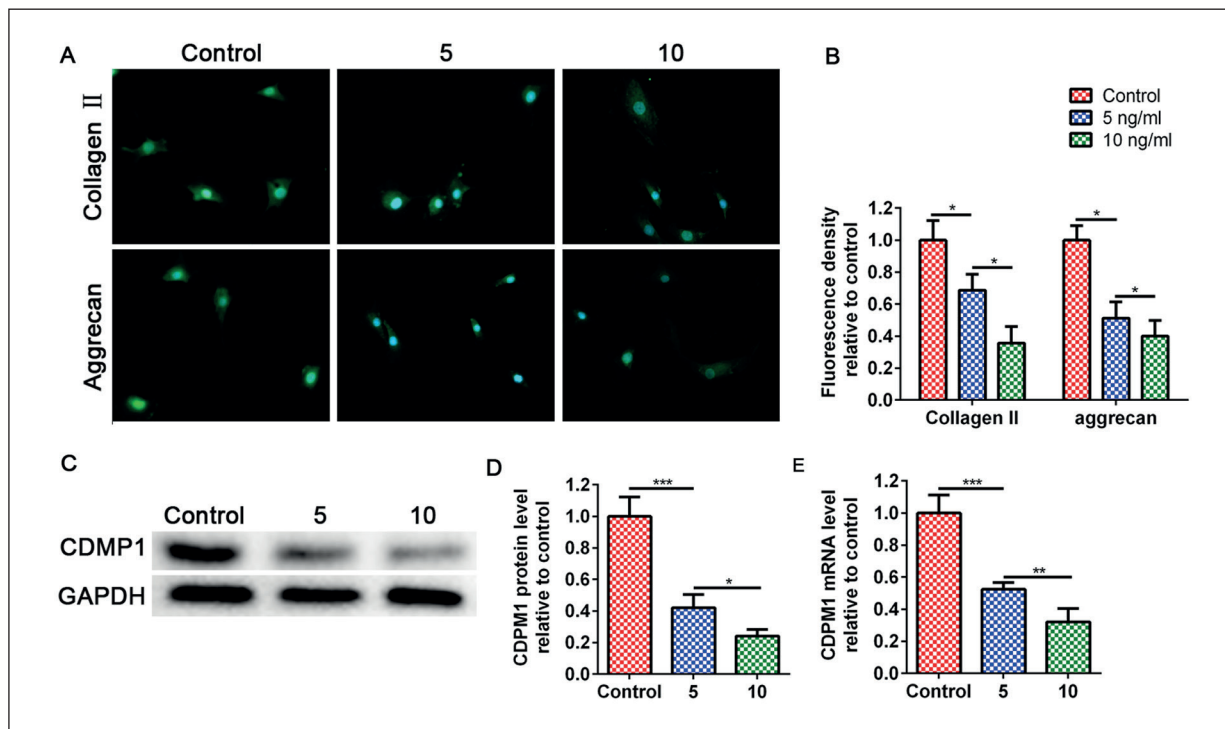 A
Control
5
10
Collagen II
Aggrecan
B
Control
5 ng/ml
10 ng/ml
Fluorescence density
relative to control
1.2
1.0
0.8
0.6
0.4
0.2
0.0
*
*
*
*
Collagen II
aggrecan
C
Control
5
10
CDMP1
GAPDH
D
CDPM1 protein level
relative to control
1.2
1.0
0.8
0.6
0.4
0.2
0.0
***
*
Control
5
10
E
CDPM1 mRNA level
relative to control
1.2
1.0
0.8
0.6
0.4
0.2
0.0
***
**
Control
5
10